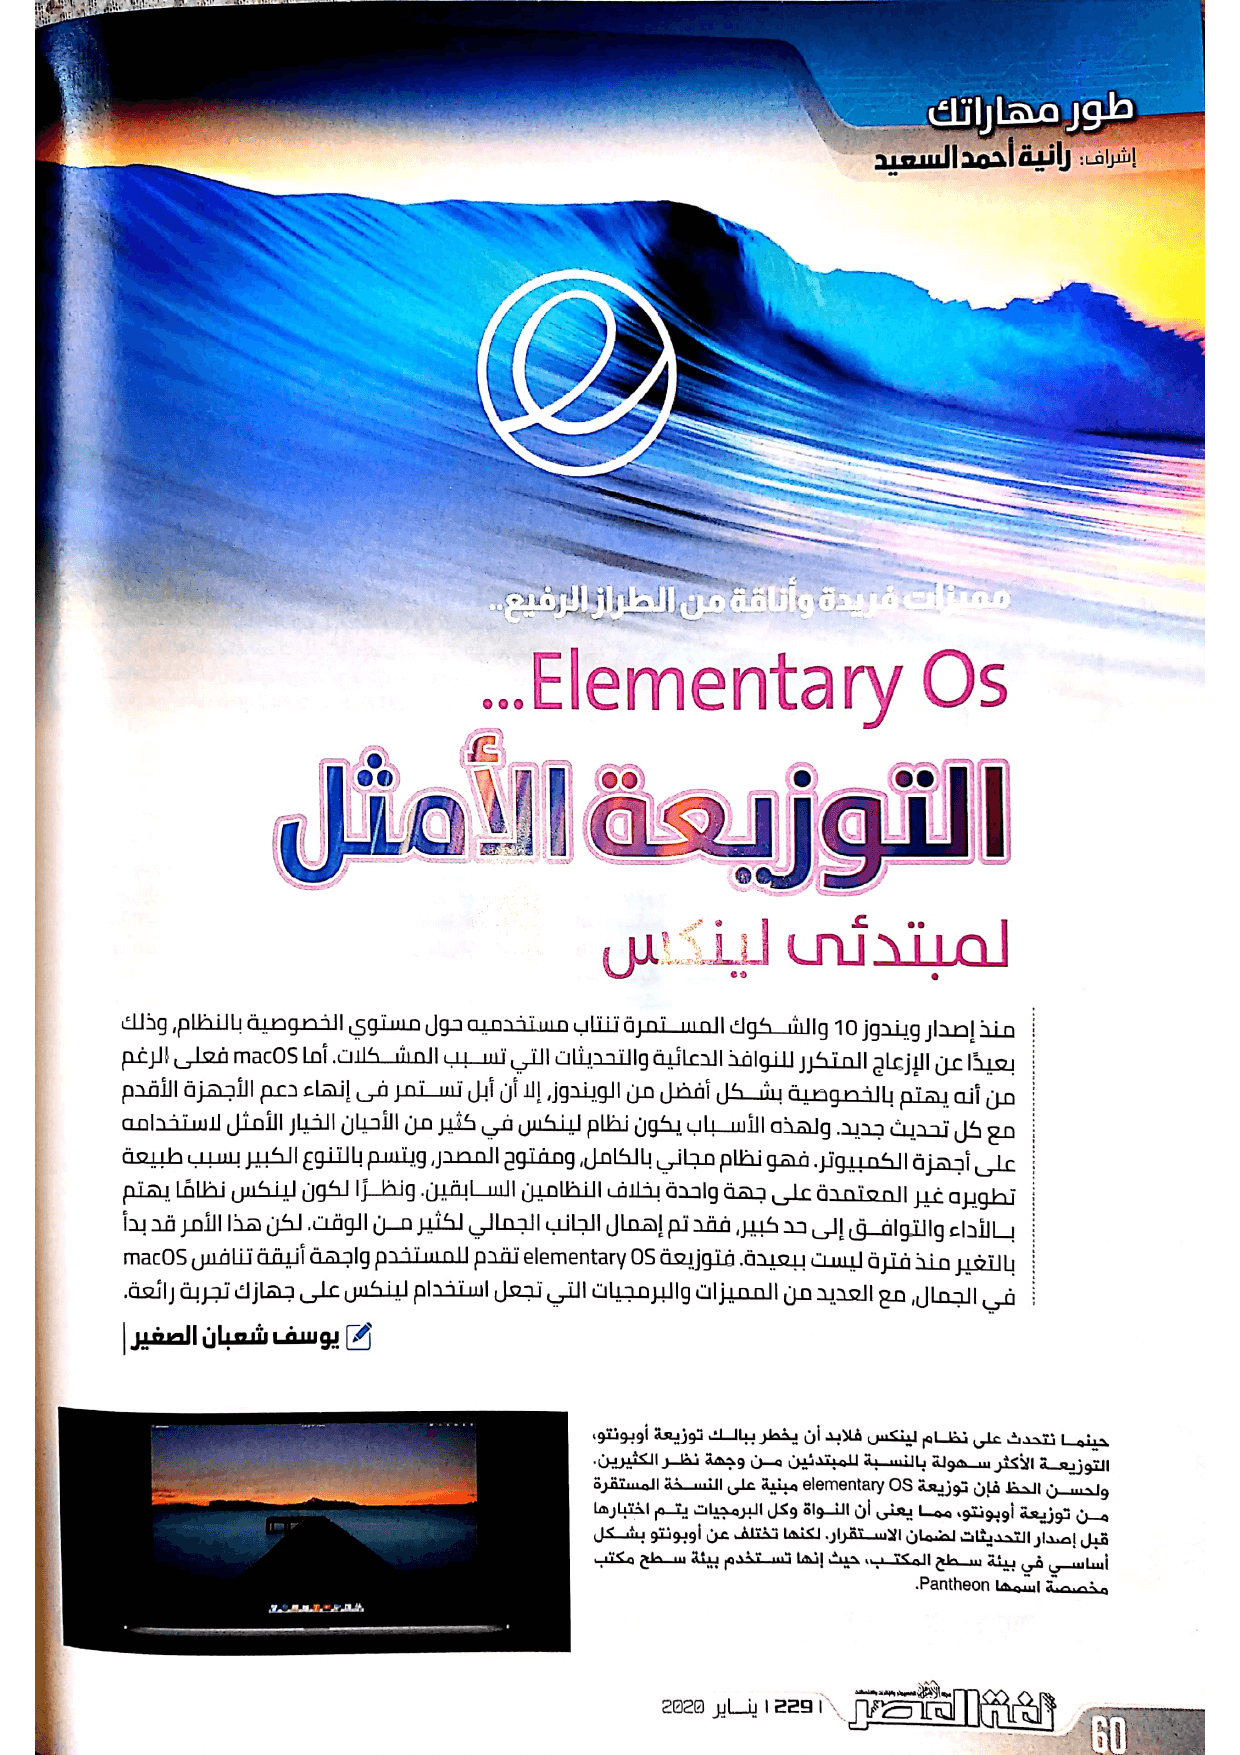 طور مهاراتك
إشراف: رانية أحمد السعيد
مميزات فريدة وأناقة من الطراز الرفيع..
Elementary Os...
التوزيعة الأمثل
لمبتدئى لينكس
منذ إصدار ويندوز 10 والشكوك المستمرة تنتاب مستخدميه حول مستوي الخصوصية بالنظام، وذلك
بعيدًا عن الإزعاج المتكرر للنوافذ الدعائية والتحديثات التي تسبب المشكلات. أما macOS فعلى الرغم
من أنه يهتم بالخصوصية بشكل أفضل من الويندوز، إلا أن أبل تستمر فى إنهاء دعم الأجهزة الأقدم
مع كل تحديث جديد. ولهذه الأسباب يكون نظام لينكس في كثير من الأحيان الخيار الأمثل لاستخدامه
على أجهزة الكمبيوتر. فهو نظام مجاني بالكامل، ومفتوح المصدر، ويتسم بالتنوع الكبير بسبب طبيعة
تطويره غير المعتمدة على جهة واحدة بخلاف النظامين السابقين. ونظرًا لكون لينكس نظامًا يهتم
بالأداء والتوافق إلى حد كبير، فقد تم إهمال الجانب الجمالي لكثير من الوقت. لكن هذا الأمر قد بدأ
بالتغير منذ فترة ليست ببعيدة. فتوزيعة elementary OS تقدم للمستخدم واجهة أنيقة تنافس macOS
في الجمال، مع العديد من المميزات والبرمجيات التي تجعل استخدام لينكس على جهازك تجربة رائعة.
يوسف شعبان الصغير
حينما نتحدث على نظام لينكس فلابد أن يخطر ببالك توزيعة أوبونتو،
التوزيعة الأكثر سهولة بالنسبة للمبتدئين من وجهة نظر الكثيرين.
ولحسن الحظ فإن توزيعة elementary OS مبنية على النسخة المستقرة
من توزيعة أوبونتو، مما يعنى أن النواة وكل البرمجيات يتم اختبارها
قبل إصدار التحديثات لضمان الاستقرار. لكنها تختلف عن أوبونتو بشكل
أساسي في بيئة سطح المكتب، حيث إنها تستخدم بيئة سطح مكتب
مخصصة اسمها Pantheon.
لغة العصر
| 229 | يناير 2020
60